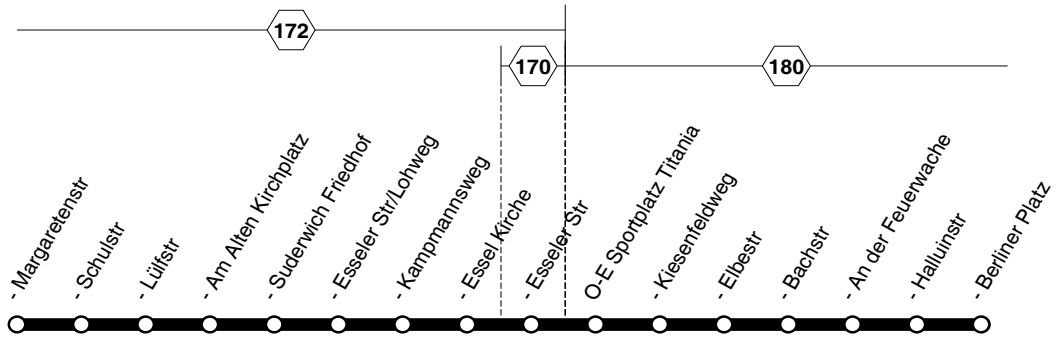 172
170
180
- Margaretenstr
- Schulstr
- Lülfstr
- Am Alten Kirchplatz
- Suderwich Friedhof
- Esseler Str/Lohweg
- Kampmannsweg
- Essel Kirche
- Esseler Str
O-E Sportplatz Titania
- Kiesenfeldweg
- Elbestr
- Bachstr
- An der Feuerwache
- Halluinstr
- Berliner Platz